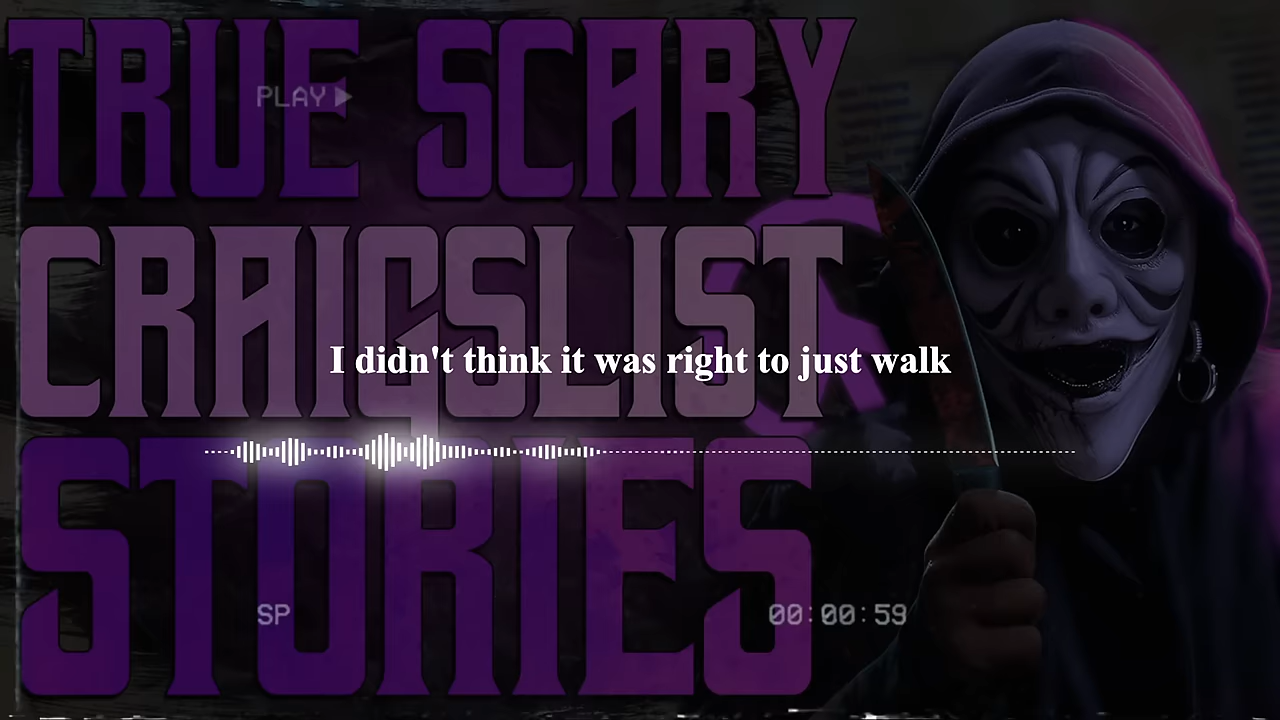 TRUE SCARY
PLAY
CRAIGSLIST
I didn't think it was right to just walk
STORIES
SP
00:00:59